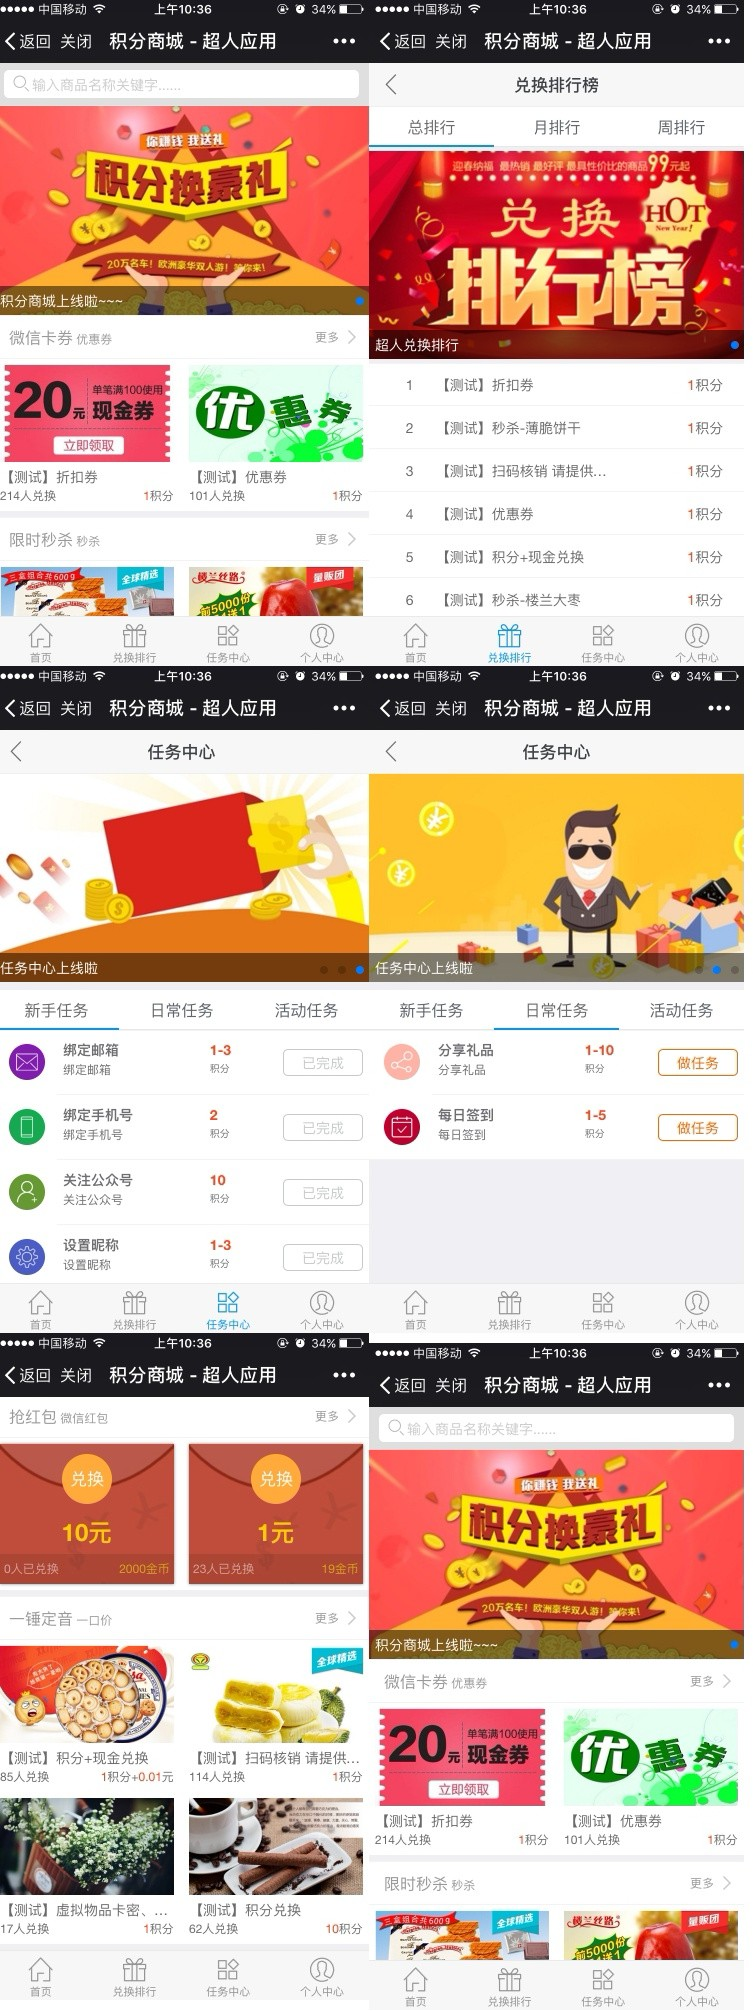 中国移动 上午10:36 34%
返回 关闭 积分商城 - 超人应用
输入商品名称关键字......
你赚钱 我送礼
积分换豪礼
20万名车！欧洲豪华双人游！等你来！
积分商城上线啦~~~
微信卡券 优惠券 更多
20元 单笔满100使用 现金券
立即领取
优惠券
【测试】折扣券
214人兑换 1积分
【测试】优惠券
101人兑换 1积分
限时秒杀 秒杀 更多
三盒组合共600g
全球精选
楼兰丝路
量贩团
前5000份
送1
首页 兑换排行 任务中心 个人中心
中国移动 上午10:36 34%
返回 关闭 积分商城 - 超人应用
兑换排行榜
总排行 月排行 周排行
迎春纳福 最热销 最好评 最具性价比的商品99元起
兑换
HOT
New Year!
排行榜
超人兑换排行
1 【测试】折扣券 1积分
2 【测试】秒杀-薄脆饼干 1积分
3 【测试】扫码核销 请提供... 1积分
4 【测试】优惠券 1积分
5 【测试】积分+现金兑换 1积分
6 【测试】秒杀-楼兰大枣 1积分
首页 兑换排行 任务中心 个人中心
中国移动 上午10:36 34%
返回 关闭 积分商城 - 超人应用
任务中心
任务中心上线啦
新手任务 日常任务 活动任务
绑定邮箱 1-3
绑定邮箱 积分 已完成
绑定手机号 2
绑定手机号 积分 已完成
关注公众号 10
关注公众号 积分 已完成
设置昵称 1-3
设置昵称 积分 已完成
首页 兑换排行 任务中心 个人中心
中国移动 上午10:36 34%
返回 关闭 积分商城 - 超人应用
任务中心
任务中心上线啦
新手任务 日常任务 活动任务
分享礼品 1-10
分享礼品 积分 做任务
每日签到 1-5
每日签到 积分 做任务
首页 兑换排行 任务中心 个人中心
中国移动 上午10:36 34%
返回 关闭 积分商城 - 超人应用
抢红包 微信红包 更多
兑换
10元
0人已兑换 2000金币
兑换
1元
23人已兑换 19金币
一锤定音 一口价 更多
全球精选
【测试】积分+现金兑换
85人兑换 1积分+0.01元
【测试】扫码核销 请提供...
114人兑换 1积分
【测试】虚拟物品卡密、...
17人兑换 1积分
【测试】积分兑换
62人兑换 10积分
首页 兑换排行 任务中心 个人中心
中国移动 上午10:36 34%
返回 关闭 积分商城 - 超人应用
输入商品名称关键字......
你赚钱 我送礼
积分换豪礼
20万名车！欧洲豪华双人游！等你来！
积分商城上线啦~~~
微信卡券 优惠券 更多
20元 单笔满100使用 现金券
立即领取
优惠券
【测试】折扣券
214人兑换 1积分
【测试】优惠券
101人兑换 1积分
限时秒杀 秒杀 更多
三盒组合共600g
全球精选
楼兰丝路
量贩团
前5000份
首页 兑换排行 任务中心 个人中心